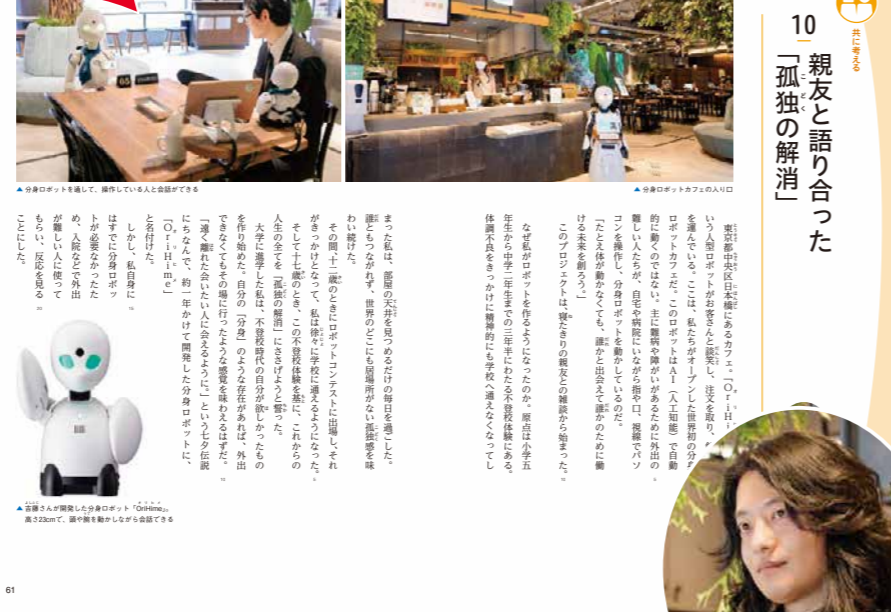 共に考える
10
親友と語り合った
「孤独の解消」
こどく
▲ 分身ロボットカフェの入り口
▲ 分身ロボットを通して、操作している人と会話ができる
東京都中央区日本橋にあるカフェ。「OriHi
いう人型ロボットがお客さんと談笑し、注文を取り、
を運んでいる。ここは、私たちがオープンした世界初の分身
ロボットカフェだ。このロボットはAI（人工知能）で自動
的に動くのではない。主に難病や障がいがあるために外出の
難しい人たちが、自宅や病院にいながら指や口、視線でパソ
コンを操作し、分身ロボットを動かしているのだ。
「たとえ体が動かなくても、誰かと出会えて誰かのために働
ける未来を創ろう。」
このプロジェクトは、寝たきりの親友との雑談から始まった。
なぜ私がロボットを作るようになったのか。原点は小学五
年生から中学二年生までの三年半にわたる不登校体験にある。
体調不良をきっかけに精神的にも学校へ通えなくなってし
まった私は、部屋の天井を見つめるだけの毎日を過ごした。
誰ともつながれず、世界のどこにも居場所がない孤独感を味
わい続けた。
その間、十二歳のときにロボットコンテストに出場し、それ
がきっかけとなって、私は徐々に学校に通えるようになった。
そして十七歳のとき、この不登校体験を基に、これからの
人生の全てを「孤独の解消」にささげようと誓った。
大学に進学した私は、不登校時代の自分が欲しかったもの
を作り始めた。自分の「分身」のような存在があれば、外出
できなくてもその場に行ったような感覚を味わえるはずだ。
「遠く離れた会いたい人に会えるように。」という七夕伝説
にちなんで、約一年かけて開発した分身ロボットに、
「OriHime」
オリヒメ
と名付けた。
しかし、私自身に
はすでに分身ロボッ
トが必要なかったた
め、入院などで外出
が難しい人に使って
もらい、反応を見る
ことにした。
▲ 吉藤さんが開発した分身ロボット「OriHime」。
高さ23cmで、頭や腕を動かしながら会話できる
61